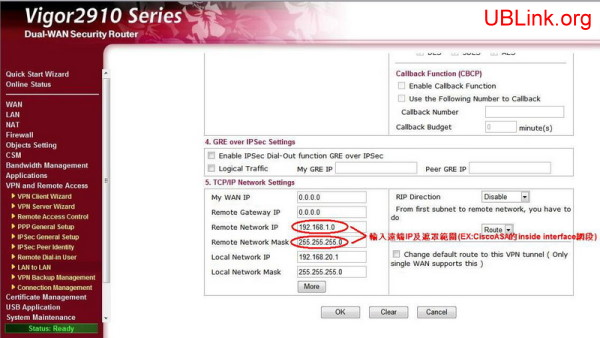 Vigor2910 Series
Dual-WAN Security Router
UBLink.org
Quick Start Wizard
Online Status
WAN
LAN
NAT
Firewall
Objects Setting
CSM
Bandwidth Management
Applications
VPN and Remote Access
VPN Client Wizard
VPN Server Wizard
Remote Access Control
PPP General Setup
IPSec General Setup
IPSec Peer Identity
Remote Dial-in User
LAN to LAN
VPN Backup Management
Connection Management
Certificate Management
USB Application
System Maintenance
Status: Ready
Callback Function (CBCP)
Enable Callback Function
Use the Following Number to Callback
Callback Number
Callback Budget 0 minute(s)
4. GRE over IPSec Settings
Enable IPSec Dial-Out function GRE over IPSec
Logical Traffic My GRE IP Peer GRE IP
5. TCP/IP Network Settings
My WAN IP 0.0.0.0
Remote Gateway IP 0.0.0.0
Remote Network IP 192.168.1.0
Remote Network Mask 255.255.255.0
Local Network IP 192.168.20.1
Local Network Mask 255.255.255.0
More
RIP Direction Disable
From first subnet to remote network, you have to
do
Route
輸入遠端IP及遮罩範圍(EX:CiscoASA的inside interface網段)
Change default route to this VPN tunnel ( Only
single WAN supports this )
OK Clear Cancel